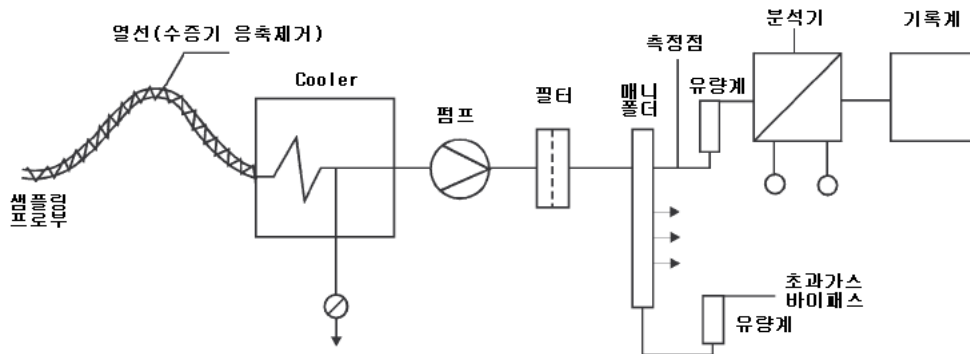 열선(수증기 응축제거)
Cooler
펌프
필터
매니
폴더
측정점
유량계
분석기
기록계
샘플링
프로부
초과가스
바이패스
유량계